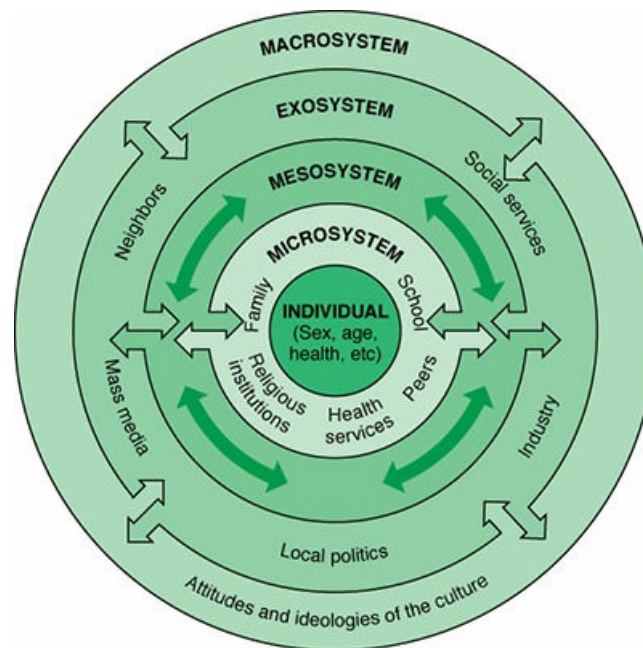 MACROSYSTEM
EXOSYSTEM
MESOSYSTEM
MICROSYSTEM
INDIVIDUAL
(Sex, age,
health, etc)
Family
School
Religious
institutions
Health
services
Peers
Neighbors
Social services
Mass media
Industry
Local politics
Attitudes and ideologies of the culture